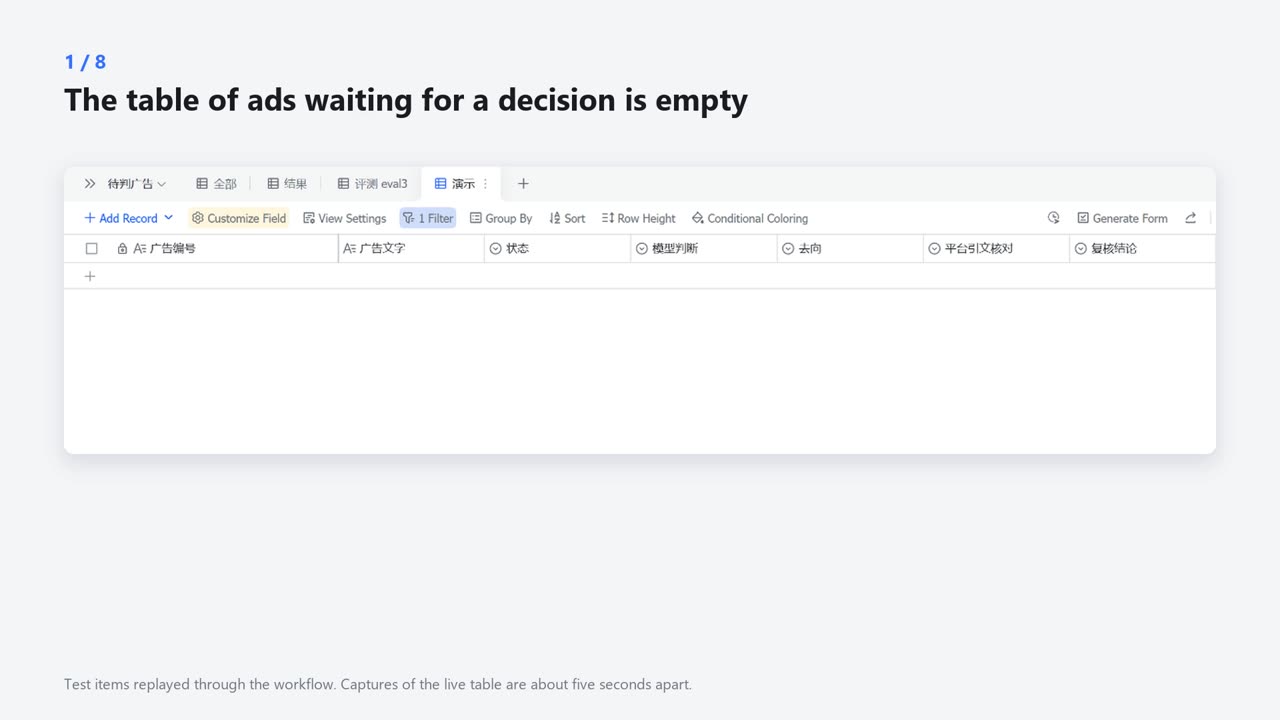 1 / 8
The table of ads waiting for a decision is empty
待判广告 全部 结果 评测 eval3 演示
Add Record Customize Field View Settings 1 Filter Group By Sort Row Height Conditional Coloring Generate Form
广告编号 广告文字 状态 模型判断 去向 平台引文核对 复核结论
Test items replayed through the workflow. Captures of the live table are about five seconds apart.